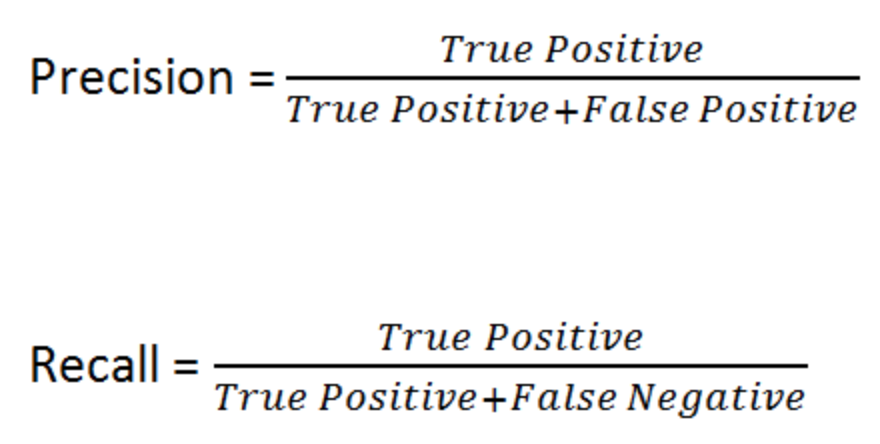 True Positive
Precision =
True Positive+False Positive
True Positive
Recall =
True Positive+False Negative